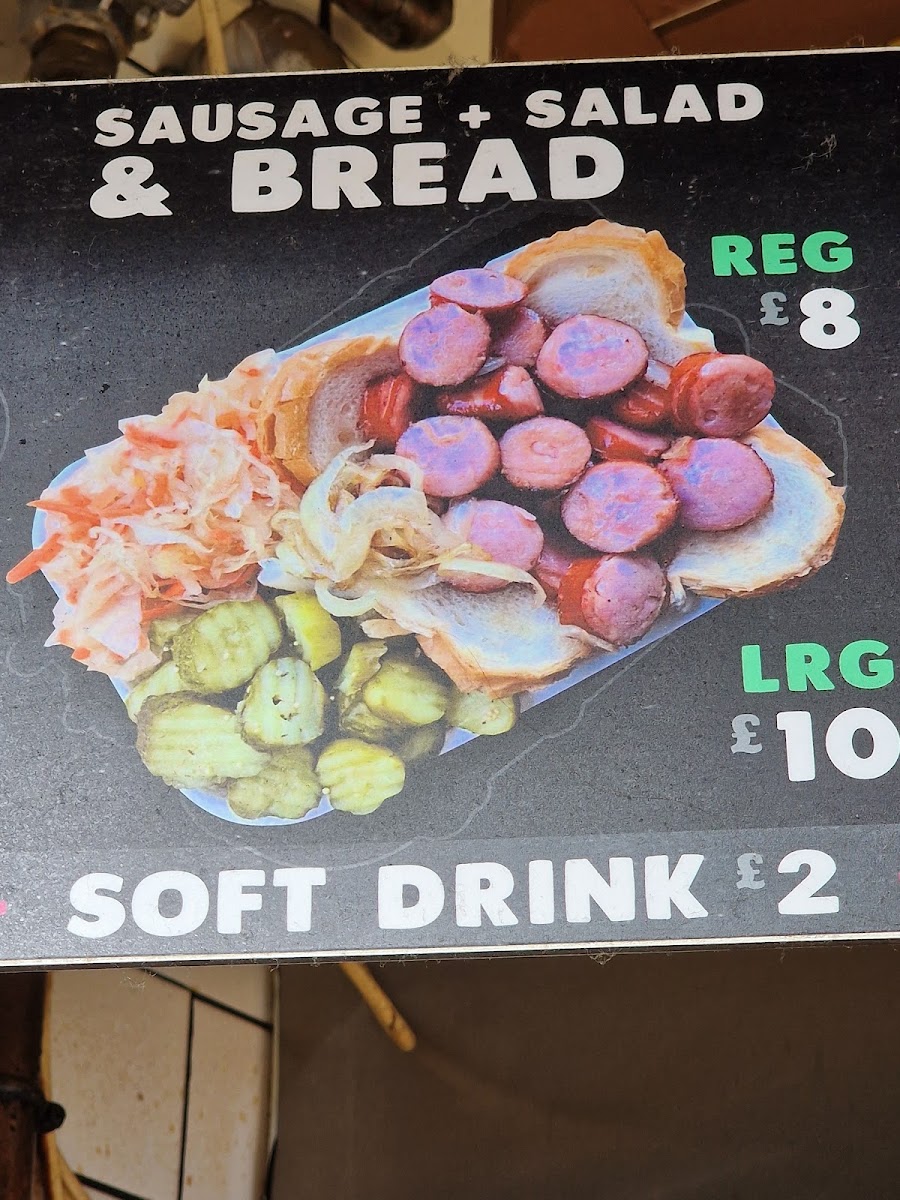 SAUSAGE + SALAD
& BREAD
REG
£8
LRG
£10
SOFT DRINK £2